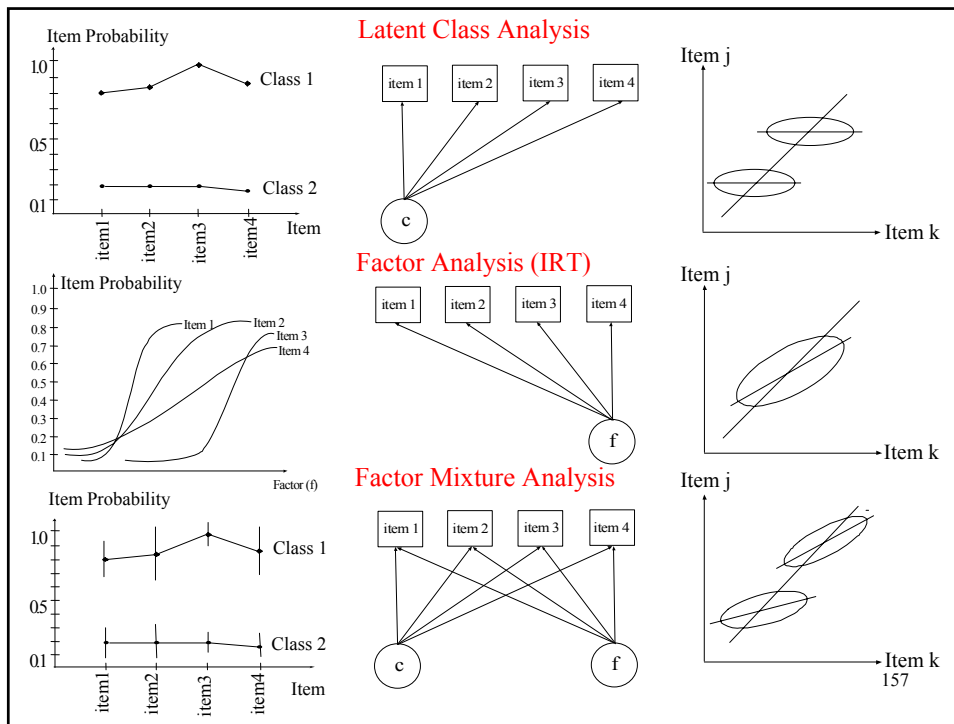 Latent Class Analysis
Item Probability
1.0
0.5
0.1
Class 1
Class 2
item1
item2
item3
item4
Item
item 1
item 2
item 3
item 4
c
Item j
Item k
Factor Analysis (IRT)
Item Probability
1.0
0.9
0.8
0.7
0.6
0.5
0.4
0.3
0.2
0.1
Item 1
Item 2
Item 3
Item 4
Factor (f)
item 1
item 2
item 3
item 4
f
Item j
Item k
Factor Mixture Analysis
Item Probability
1.0
0.5
0.1
Class 1
Class 2
item1
item2
item3
item4
Item
item 1
item 2
item 3
item 4
c
f
Item j
Item k
157